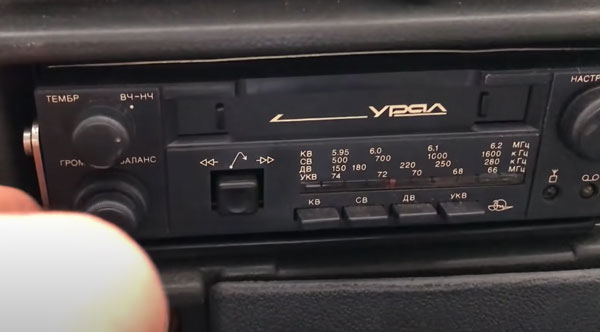 ТЕМБР ВЧ-НЧ
УРАЛ
НАСТР
ГРОМ БАЛАНС
КВ 5.95 6.0 6.1 6.2 МГц
СВ 500 700 1000 1600 кГц
ДВ 150 180 220 250 280 кГц
УКВ 74 72 70 68 66 МГц
КВ СВ ДВ УКВ